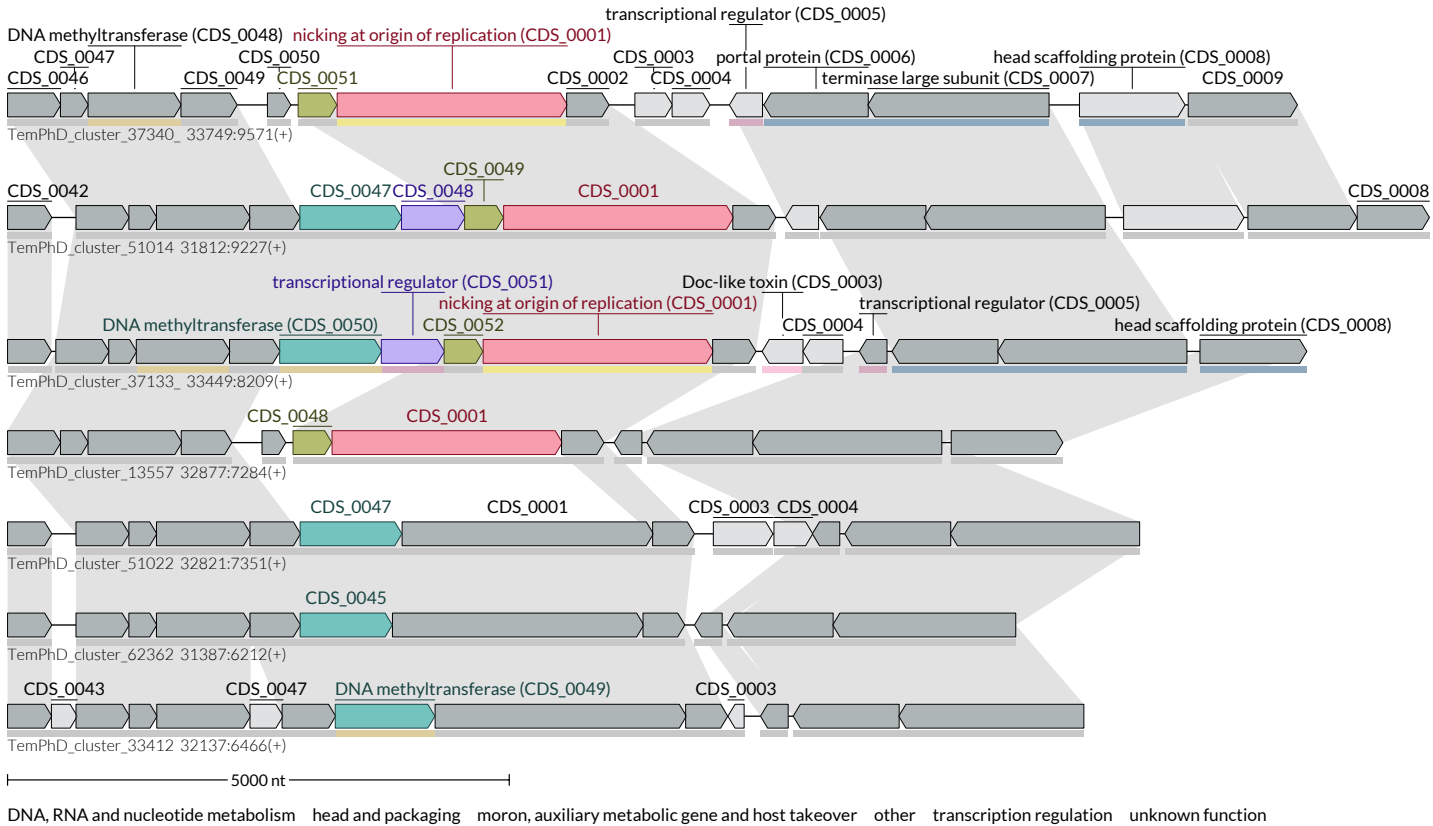 transcriptional regulator (CDS_0005)
DNA methyltransferase (CDS_0048) nicking at origin of replication (CDS_0001)
CDS_0047 CDS_0050 CDS_0003 portal protein (CDS_0006) head scaffolding protein (CDS_0008)
CDS_0046 CDS_0049 CDS_0051 CDS_0002 CDS_0004 terminase large subunit (CDS_0007) CDS_0009
TemPhD_cluster_37340_ 33749:9571(+)
CDS_0049
CDS_0042 CDS_0047 CDS_0048 CDS_0001 CDS_0008
TemPhD_cluster_51014 31812:9227(+)
transcriptional regulator (CDS_0051) Doc-like toxin (CDS_0003)
nicking at origin of replication (CDS_0001) transcriptional regulator (CDS_0005)
DNA methyltransferase (CDS_0050) CDS_0052 CDS_0004 head scaffolding protein (CDS_0008)
TemPhD_cluster_37133_ 33449:8209(+)
CDS_0048 CDS_0001
TemPhD_cluster_13557 32877:7284(+)
CDS_0047 CDS_0001 CDS_0003 CDS_0004
TemPhD_cluster_51022 32821:7351(+)
CDS_0045
TemPhD_cluster_62362 31387:6212(+)
CDS_0043 CDS_0047 DNA methyltransferase (CDS_0049) CDS_0003
TemPhD_cluster_33412 32137:6466(+)
5000 nt
DNA, RNA and nucleotide metabolism head and packaging moron, auxiliary metabolic gene and host takeover other transcription regulation unknown function